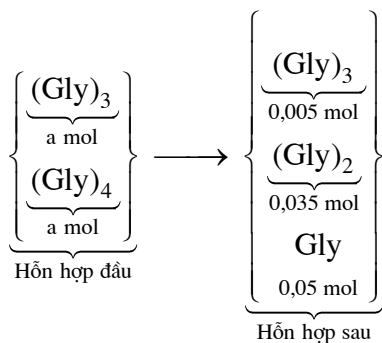 (Gly)₃
a mol
(Gly)₄
a mol
Hỗn hợp đầu
⟶
(Gly)₃
0,005 mol
(Gly)₂
0,035 mol
Gly
0,05 mol
Hỗn hợp sau